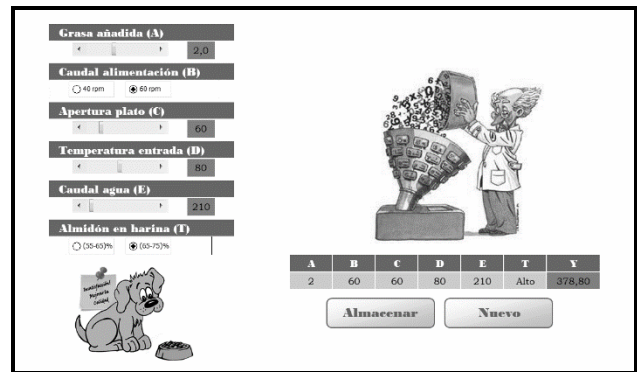 Grasa añadida (A)
2,0
Caudal alimentación (B)
40 rpm 60 rpm
Apertura plato (C)
60
Temperatura entrada (D)
80
Caudal agua (E)
210
Almidón en harina (T)
(55-65)% (65-75)%
A B C D E T Y
2 60 60 80 210 Alto 378,80
Almacenar Nuevo